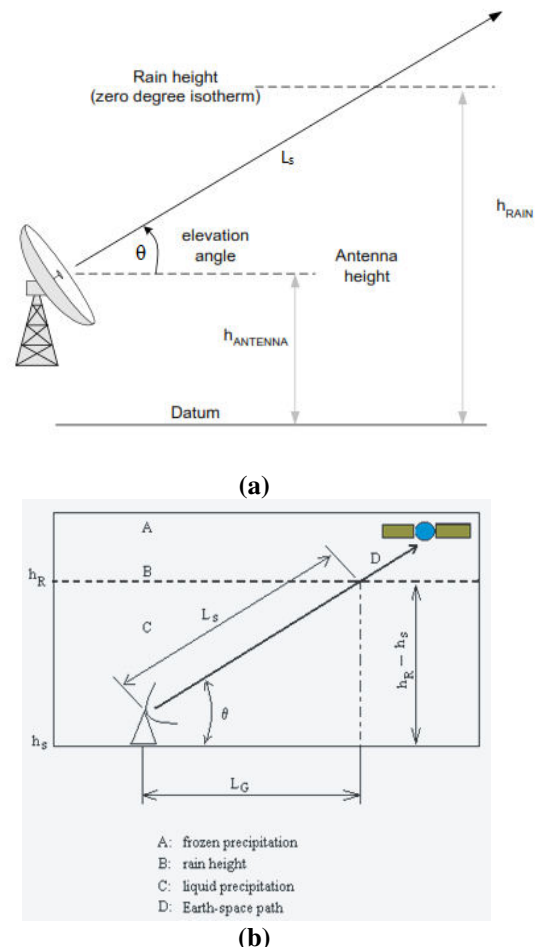 Rain height
(zero degree isotherm)
Ls
hRAIN
θ
elevation
angle
Antenna
height
hANTENNA
Datum
(a)
A
D
hR
B
Ls
C
hR – hs
θ
hs
LG
A: frozen precipitation
B: rain height
C: liquid precipitation
D: Earth-space path
(b)